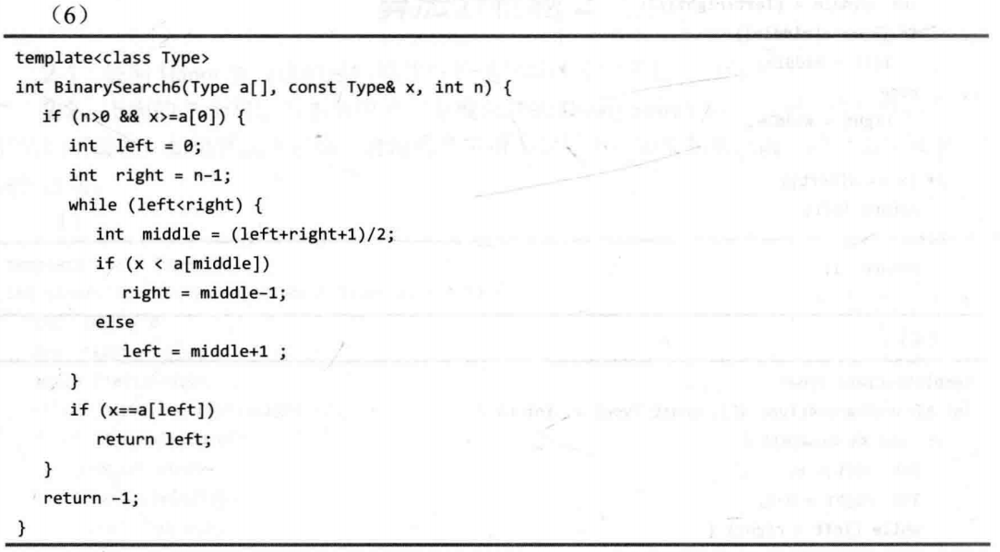 （6）
template<class Type>
int BinarySearch6(Type a[], const Type& x, int n) {
if (n>0 && x>=a[0]) {
int left = 0;
int right = n-1;
while (left<right) {
int middle = (left+right+1)/2;
if (x < a[middle])
right = middle-1;
else
left = middle+1 ;
}
if (x==a[left])
return left;
}
return -1;
}